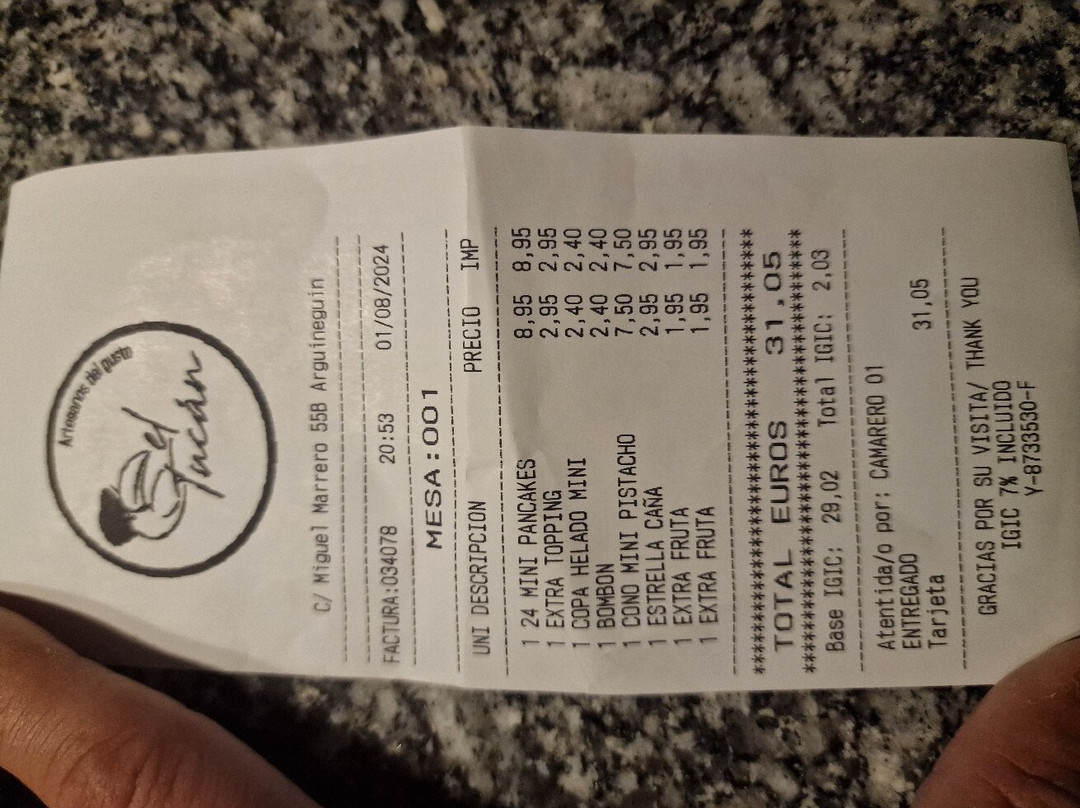 Artesanos del gusto
el
Tucán
C/ Miguel Marrero 55B Arguineguin
FACTURA:034078 20:53 01/08/2024
MESA:001
UNI DESCRIPCION PRECIO IMP
1 24 MINI PANCAKES 8,95 8,95
1 EXTRA TOPPING 2,95 2,95
1 COPA HELADO MINI 2,40 2,40
1 BOMBON 2,40 2,40
1 CONO MINI PISTACHO 7,50 7,50
1 ESTRELLA CAÑA 2,95 2,95
1 EXTRA FRUTA 1,95 1,95
1 EXTRA FRUTA 1,95 1,95
TOTAL EUROS 31,05
Base IGIC: 29,02 Total IGIC: 2,03
Atentida/o por: CAMARERO 01
ENTREGADO
Tarjeta 31,05
GRACIAS POR SU VISITA/ THANK YOU
IGIC 7% INCLUIDO
Y-8733530-F